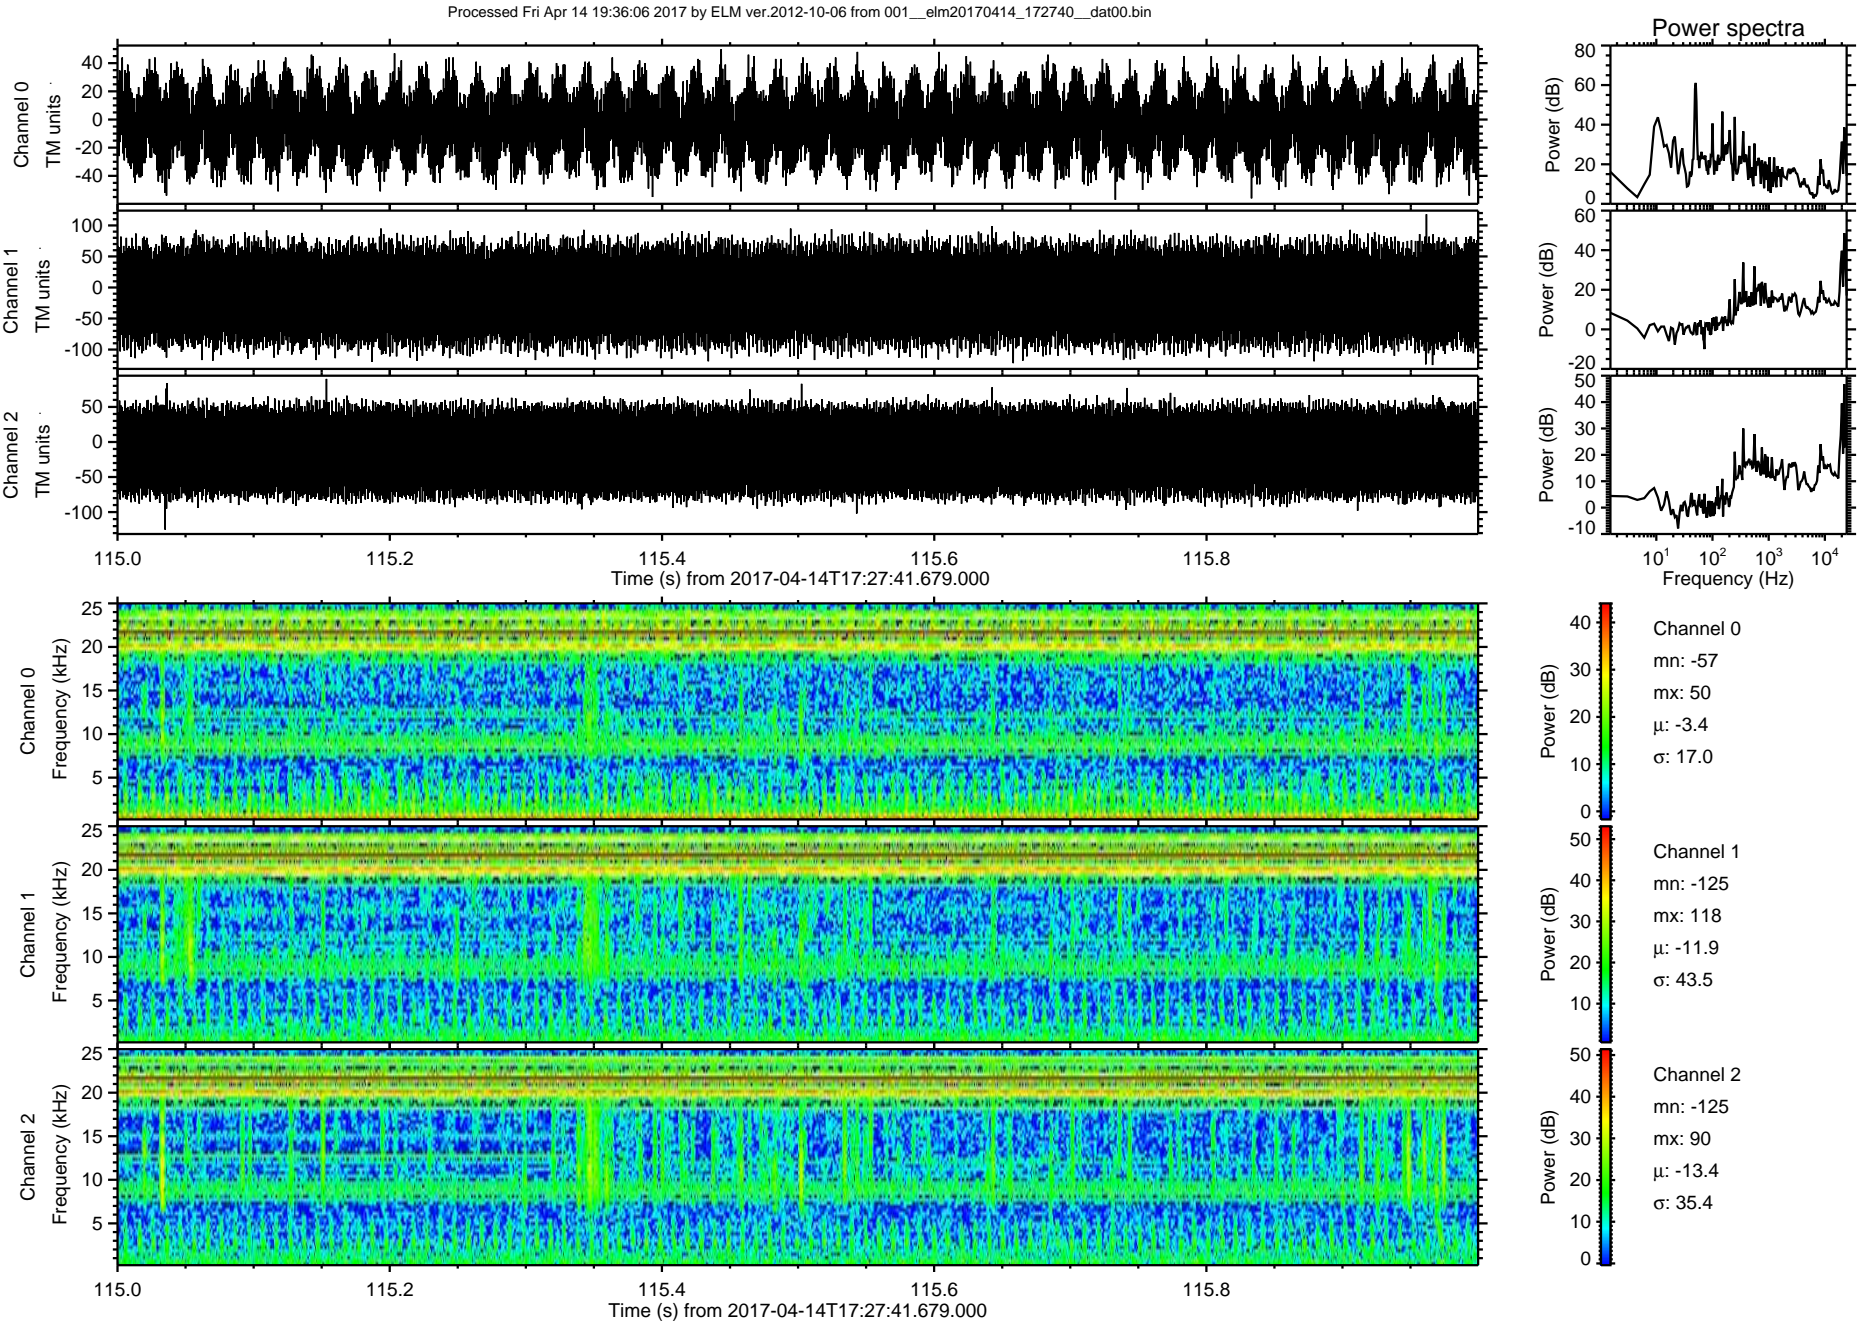 Processed Fri Apr 14 19:36:06 2017 by ELM ver.2012-10-06 from 001__elm20170414_172740__dat00.bin
Power spectra
Channel 0
TM units
40
20
0
-20
-40
Power (dB)
80
60
40
20
0
Channel 1
TM units
100
50
0
-50
-100
Power (dB)
60
40
20
0
-20
Channel 2
TM units
50
0
-50
-100
Power (dB)
50
40
30
20
10
0
-10
115.0 115.2 115.4 115.6 115.8
Time (s) from 2017-04-14T17:27:41.679.000
10^1 10^2 10^3 10^4
Frequency (Hz)
Channel 0
Frequency (kHz)
25
20
15
10
5
Power (dB)
40
30
20
10
0
Channel 0
mn: -57
mx: 50
μ: -3.4
σ: 17.0
Channel 1
Frequency (kHz)
25
20
15
10
5
Power (dB)
50
40
30
20
10
Channel 1
mn: -125
mx: 118
μ: -11.9
σ: 43.5
Channel 2
Frequency (kHz)
25
20
15
10
5
Power (dB)
50
40
30
20
10
0
Channel 2
mn: -125
mx: 90
μ: -13.4
σ: 35.4
115.0 115.2 115.4 115.6 115.8
Time (s) from 2017-04-14T17:27:41.679.000